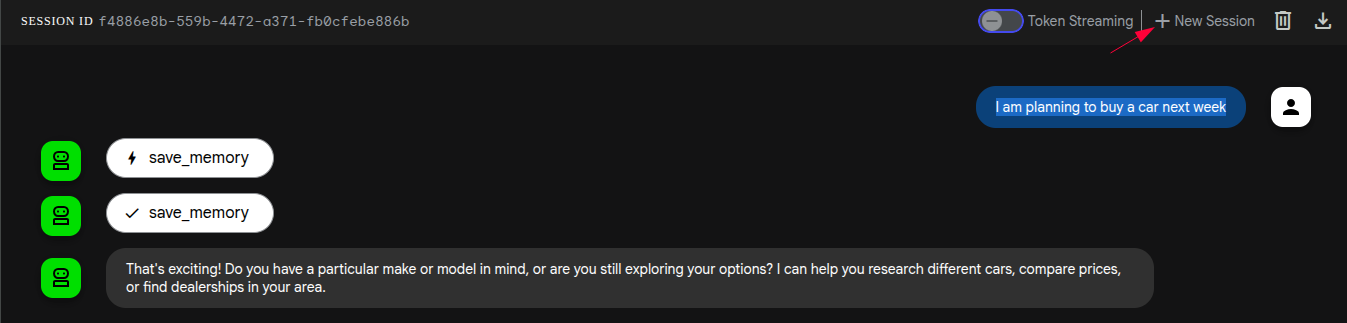 SESSION ID f4886e8b-559b-4472-a371-fb0cfebe886b Token Streaming New Session
I am planning to buy a car next week
save_memory
save_memory
That's exciting! Do you have a particular make or model in mind, or are you still exploring your options? I can help you research different cars, compare prices,
or find dealerships in your area.